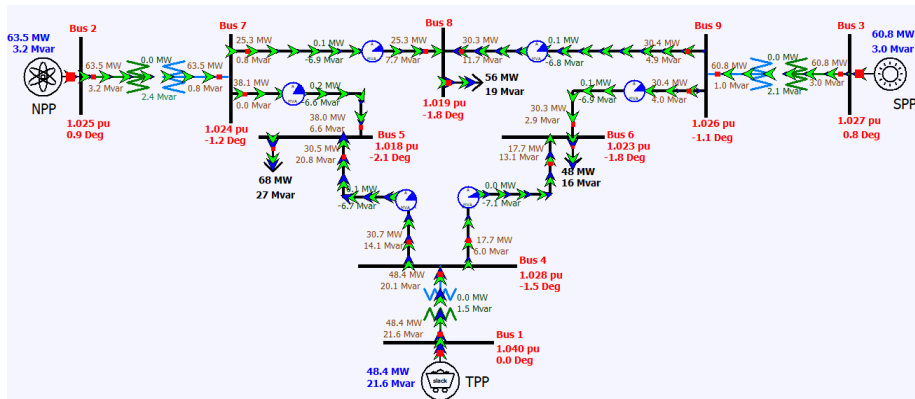 63.5 MW
3.2 Mvar
NPP
Bus 2
1.025 pu
0.9 Deg
63.5 MW
3.2 Mvar
0.0 MW
2.4 Mvar
63.5 MW
0.8 Mvar
Bus 7
1.024 pu
-1.2 Deg
25.3 MW
0.8 Mvar
0.1 MW
-6.9 Mvar
25.3 MW
7.7 Mvar
38.1 MW
0.0 Mvar
0.2 MW
-6.6 Mvar
38.0 MW
6.6 Mvar
Bus 8
1.019 pu
-1.8 Deg
56 MW
19 Mvar
30.3 MW
11.7 Mvar
0.1 MW
-6.8 Mvar
30.4 MW
4.9 Mvar
Bus 9
1.026 pu
-1.1 Deg
30.3 MW
2.9 Mvar
0.1 MW
-6.9 Mvar
30.4 MW
4.0 Mvar
60.8 MW
1.0 Mvar
0.0 MW
2.1 Mvar
60.8 MW
3.0 Mvar
Bus 3
1.027 pu
0.8 Deg
60.8 MW
3.0 Mvar
SPP
Bus 5
1.018 pu
-2.1 Deg
68 MW
27 Mvar
30.5 MW
20.8 Mvar
0.1 MW
-6.7 Mvar
30.7 MW
14.1 Mvar
Bus 6
1.023 pu
-1.8 Deg
48 MW
16 Mvar
17.7 MW
13.1 Mvar
0.0 MW
-7.1 Mvar
17.7 MW
6.0 Mvar
Bus 4
1.028 pu
-1.5 Deg
48.4 MW
20.1 Mvar
0.0 MW
1.5 Mvar
48.4 MW
21.6 Mvar
Bus 1
1.040 pu
0.0 Deg
48.4 MW
21.6 Mvar
slack
TPP